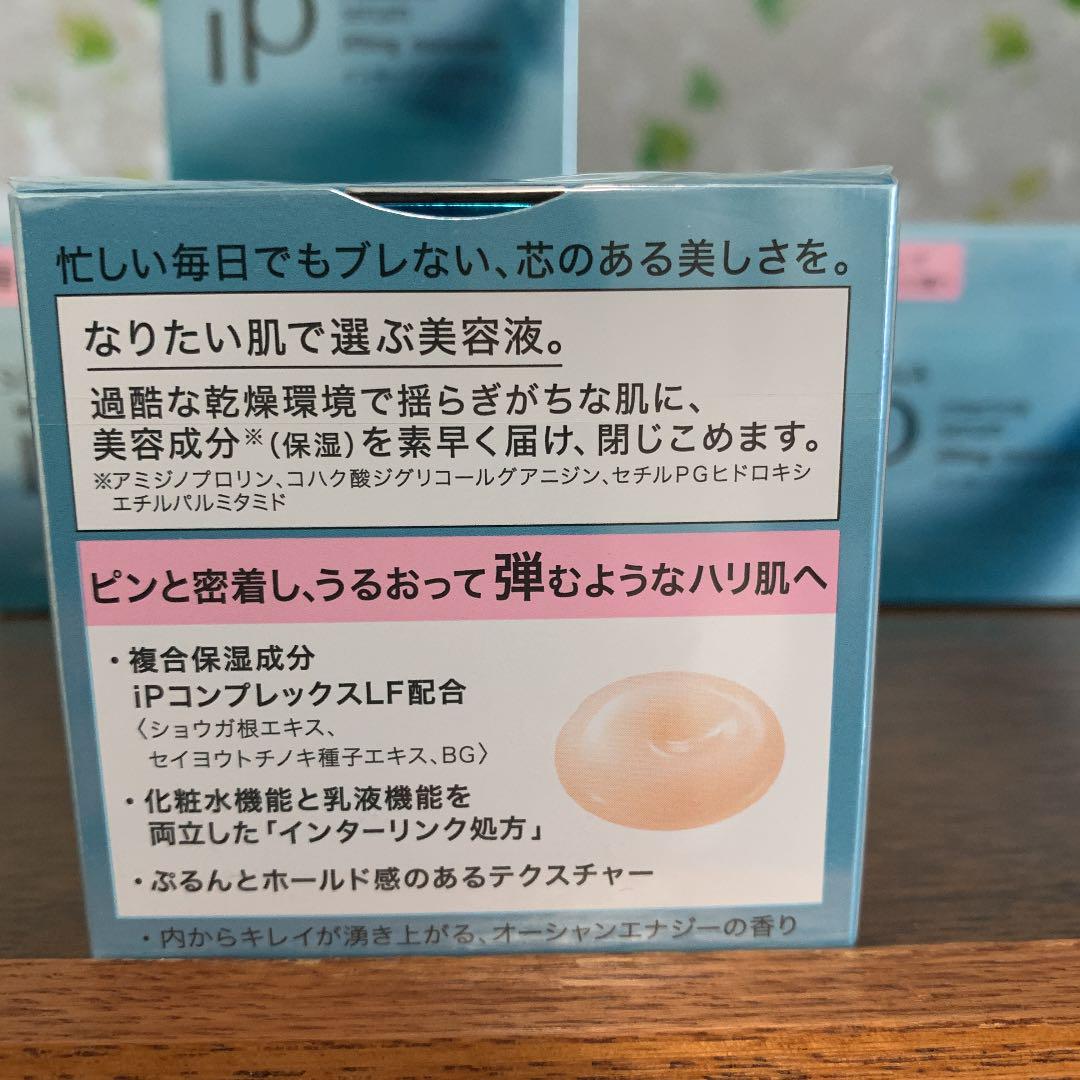 iP
忙しい毎日でもブレない、芯のある美しさを。
なりたい肌で選ぶ美容液。
過酷な乾燥環境で揺らぎがちな肌に、
美容成分※(保湿)を素早く届け、閉じこめます。
※アミジノプロリン、コハク酸ジグリコールグアニジン、セチルPGヒドロキシ
エチルパルミタミド
ピンと密着し、うるおって弾むようなハリ肌へ
・複合保湿成分
iPコンプレックスLF配合
〈ショウガ根エキス、
セイヨウトチノキ種子エキス、BG〉
・化粧水機能と乳液機能を
両立した「インターリンク処方」
・ぷるんとホールド感のあるテクスチャー
・内からキレイが湧き上がる、オーシャンエナジーの香り